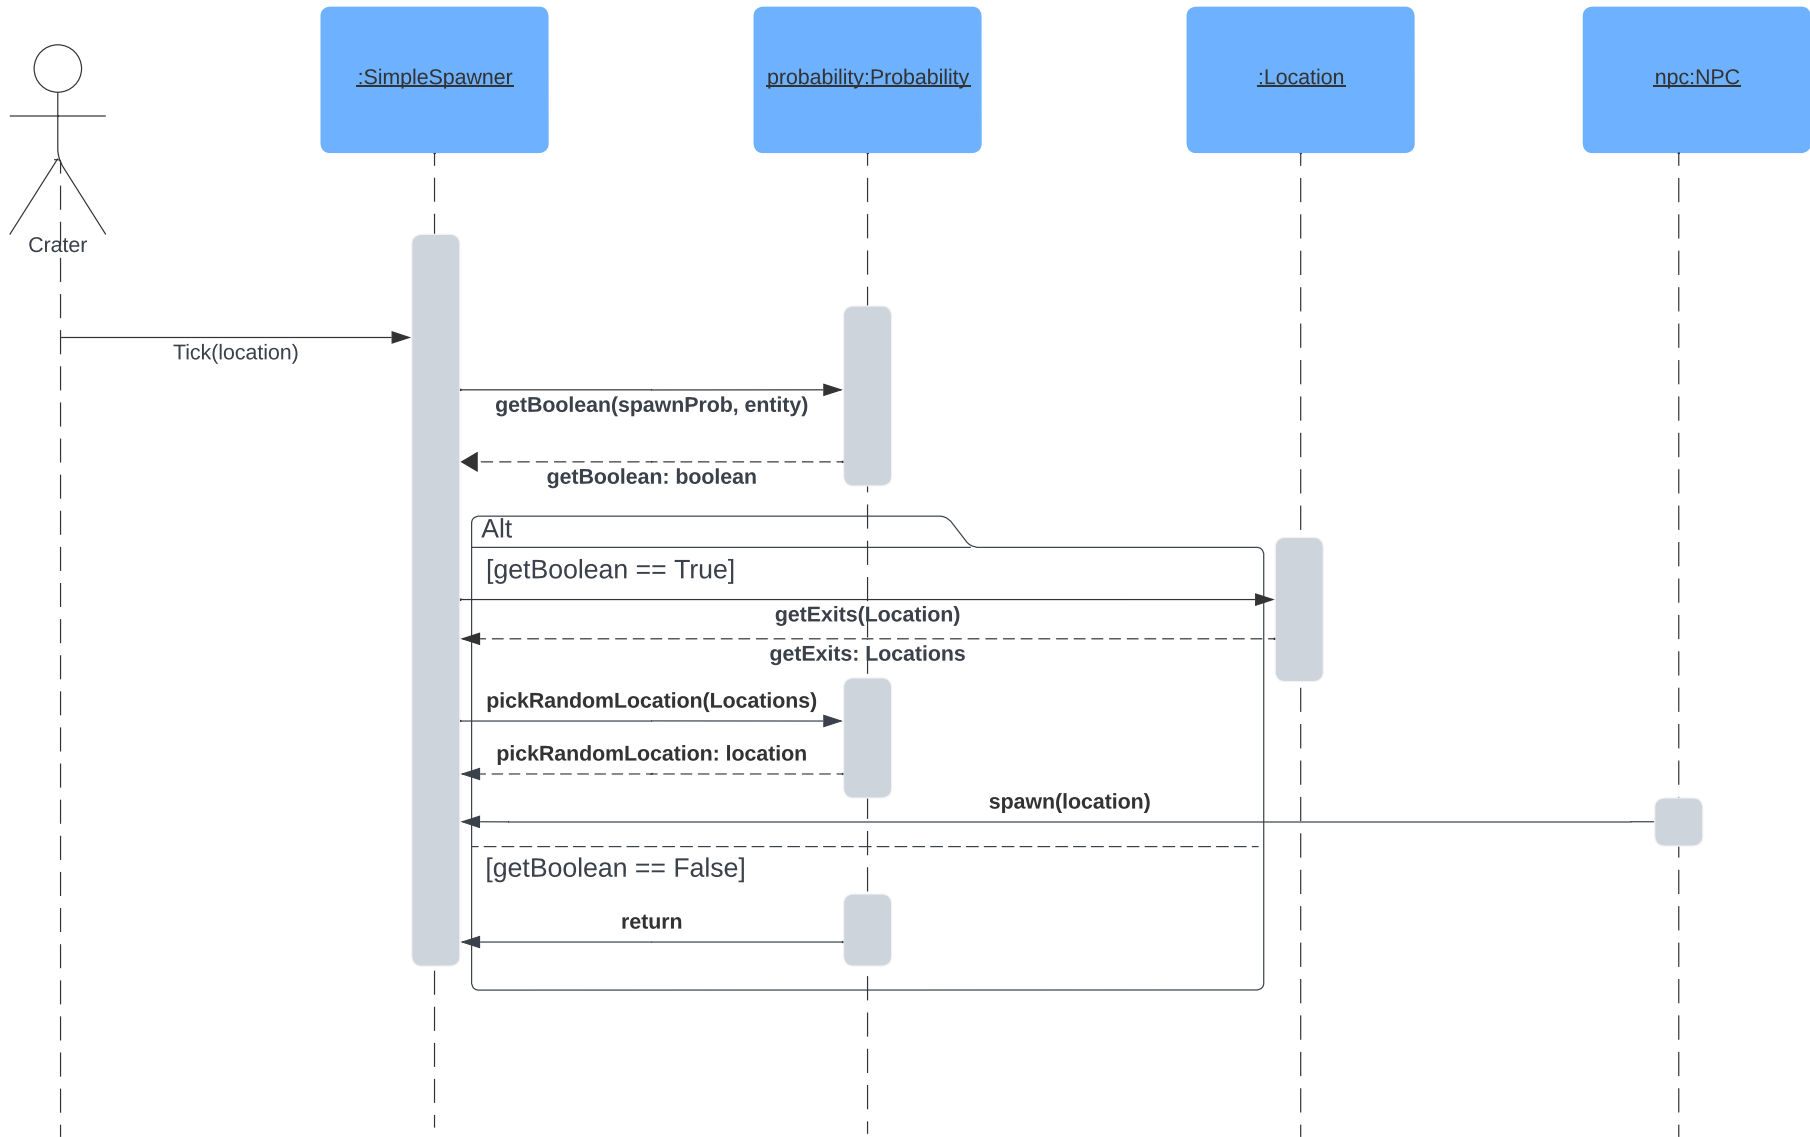 :SimpleSpawner
probability:Probability
:Location
npc:NPC
Crater
Tick(location)
getBoolean(spawnProb, entity)
getBoolean: boolean
Alt
[getBoolean == True]
getExits(Location)
getExits: Locations
pickRandomLocation(Locations)
pickRandomLocation: location
spawn(location)
[getBoolean == False]
return